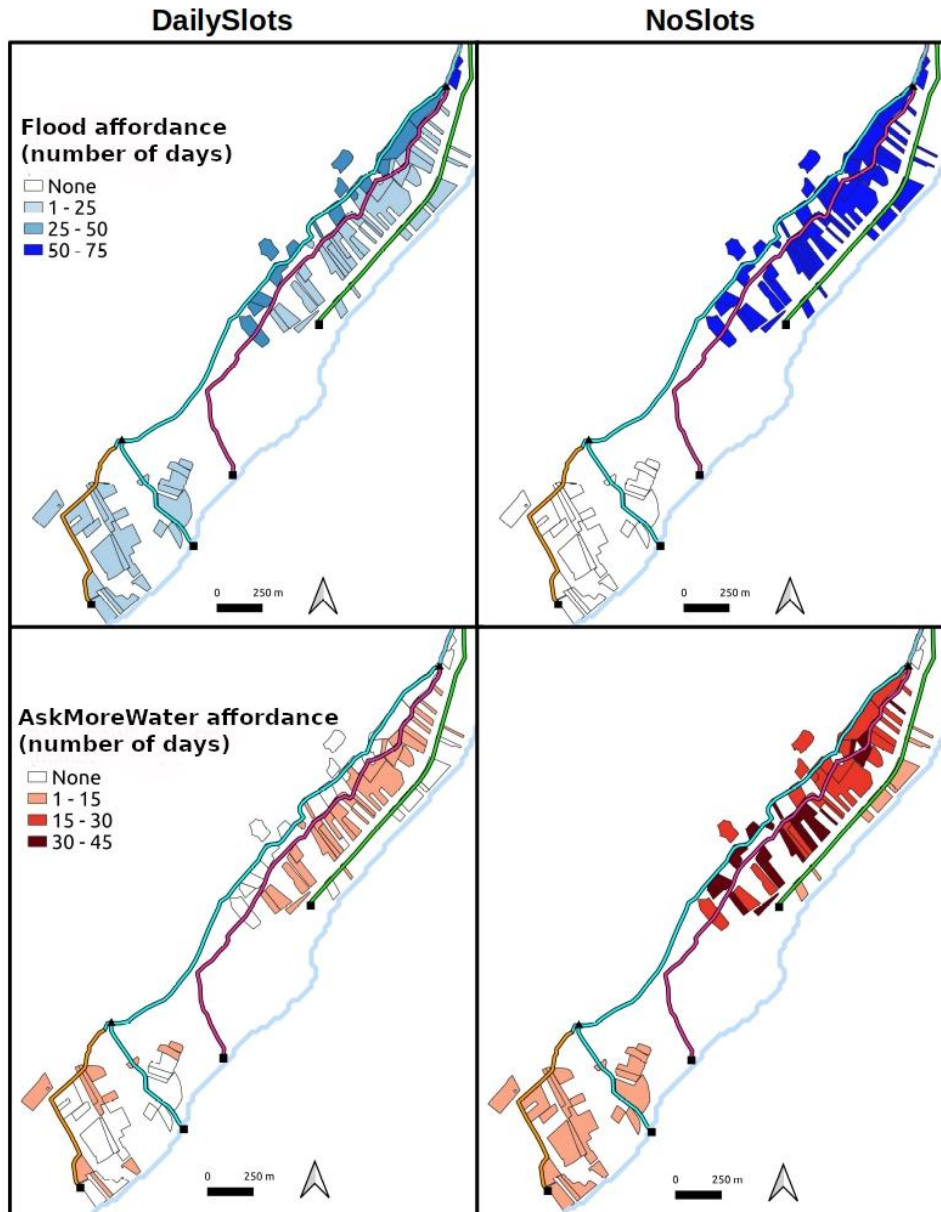 DailySlots
NoSlots
Flood affordance
(number of days)
None
1 - 25
25 - 50
50 - 75
0 250 m
0 250 m
AskMoreWater affordance
(number of days)
None
1 - 15
15 - 30
30 - 45
0 250 m
0 250 m